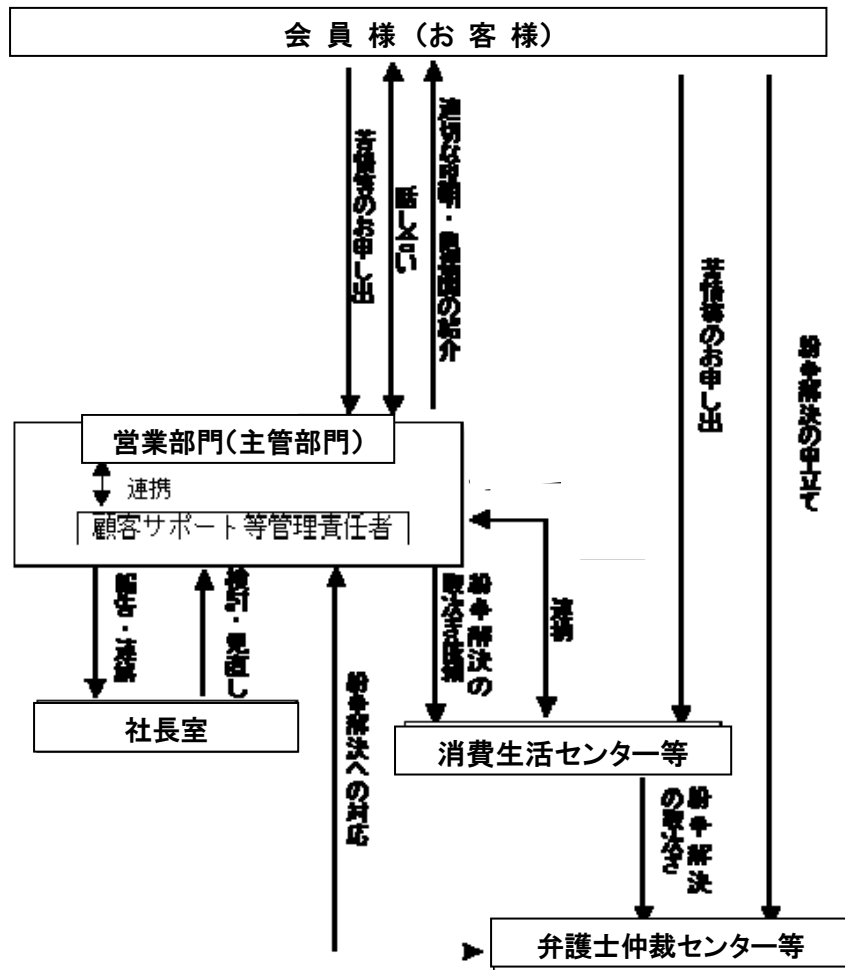 会 員 様 （お 客 様）
苦情等のお申し出
話し合い
適切な説明・処理機関の紹介
苦情等のお申し出
紛争解決の申立て
営業部門（主管部門）
連携
顧客サポート等管理責任者
報告・連絡
検討・見直し
紛争解決への対応
紛争解決の
取次ぎ依頼
連携
社長室
消費生活センター等
紛争解決
の取次ぎ
弁護士仲裁センター等